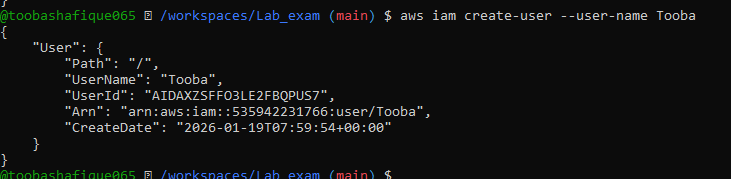 @toobashafique065 /workspaces/Lab_exam (main) $ aws iam create-user --user-name Tooba
{
    "User": {
        "Path": "/",
        "UserName": "Tooba",
        "UserId": "AIDAXZSFFO3LE2FBQPUS7",
        "Arn": "arn:aws:iam::535942231766:user/Tooba",
        "CreateDate": "2026-01-19T07:59:54+00:00"
    }
}
@toobashafique065 /workspaces/Lab_exam (main) $